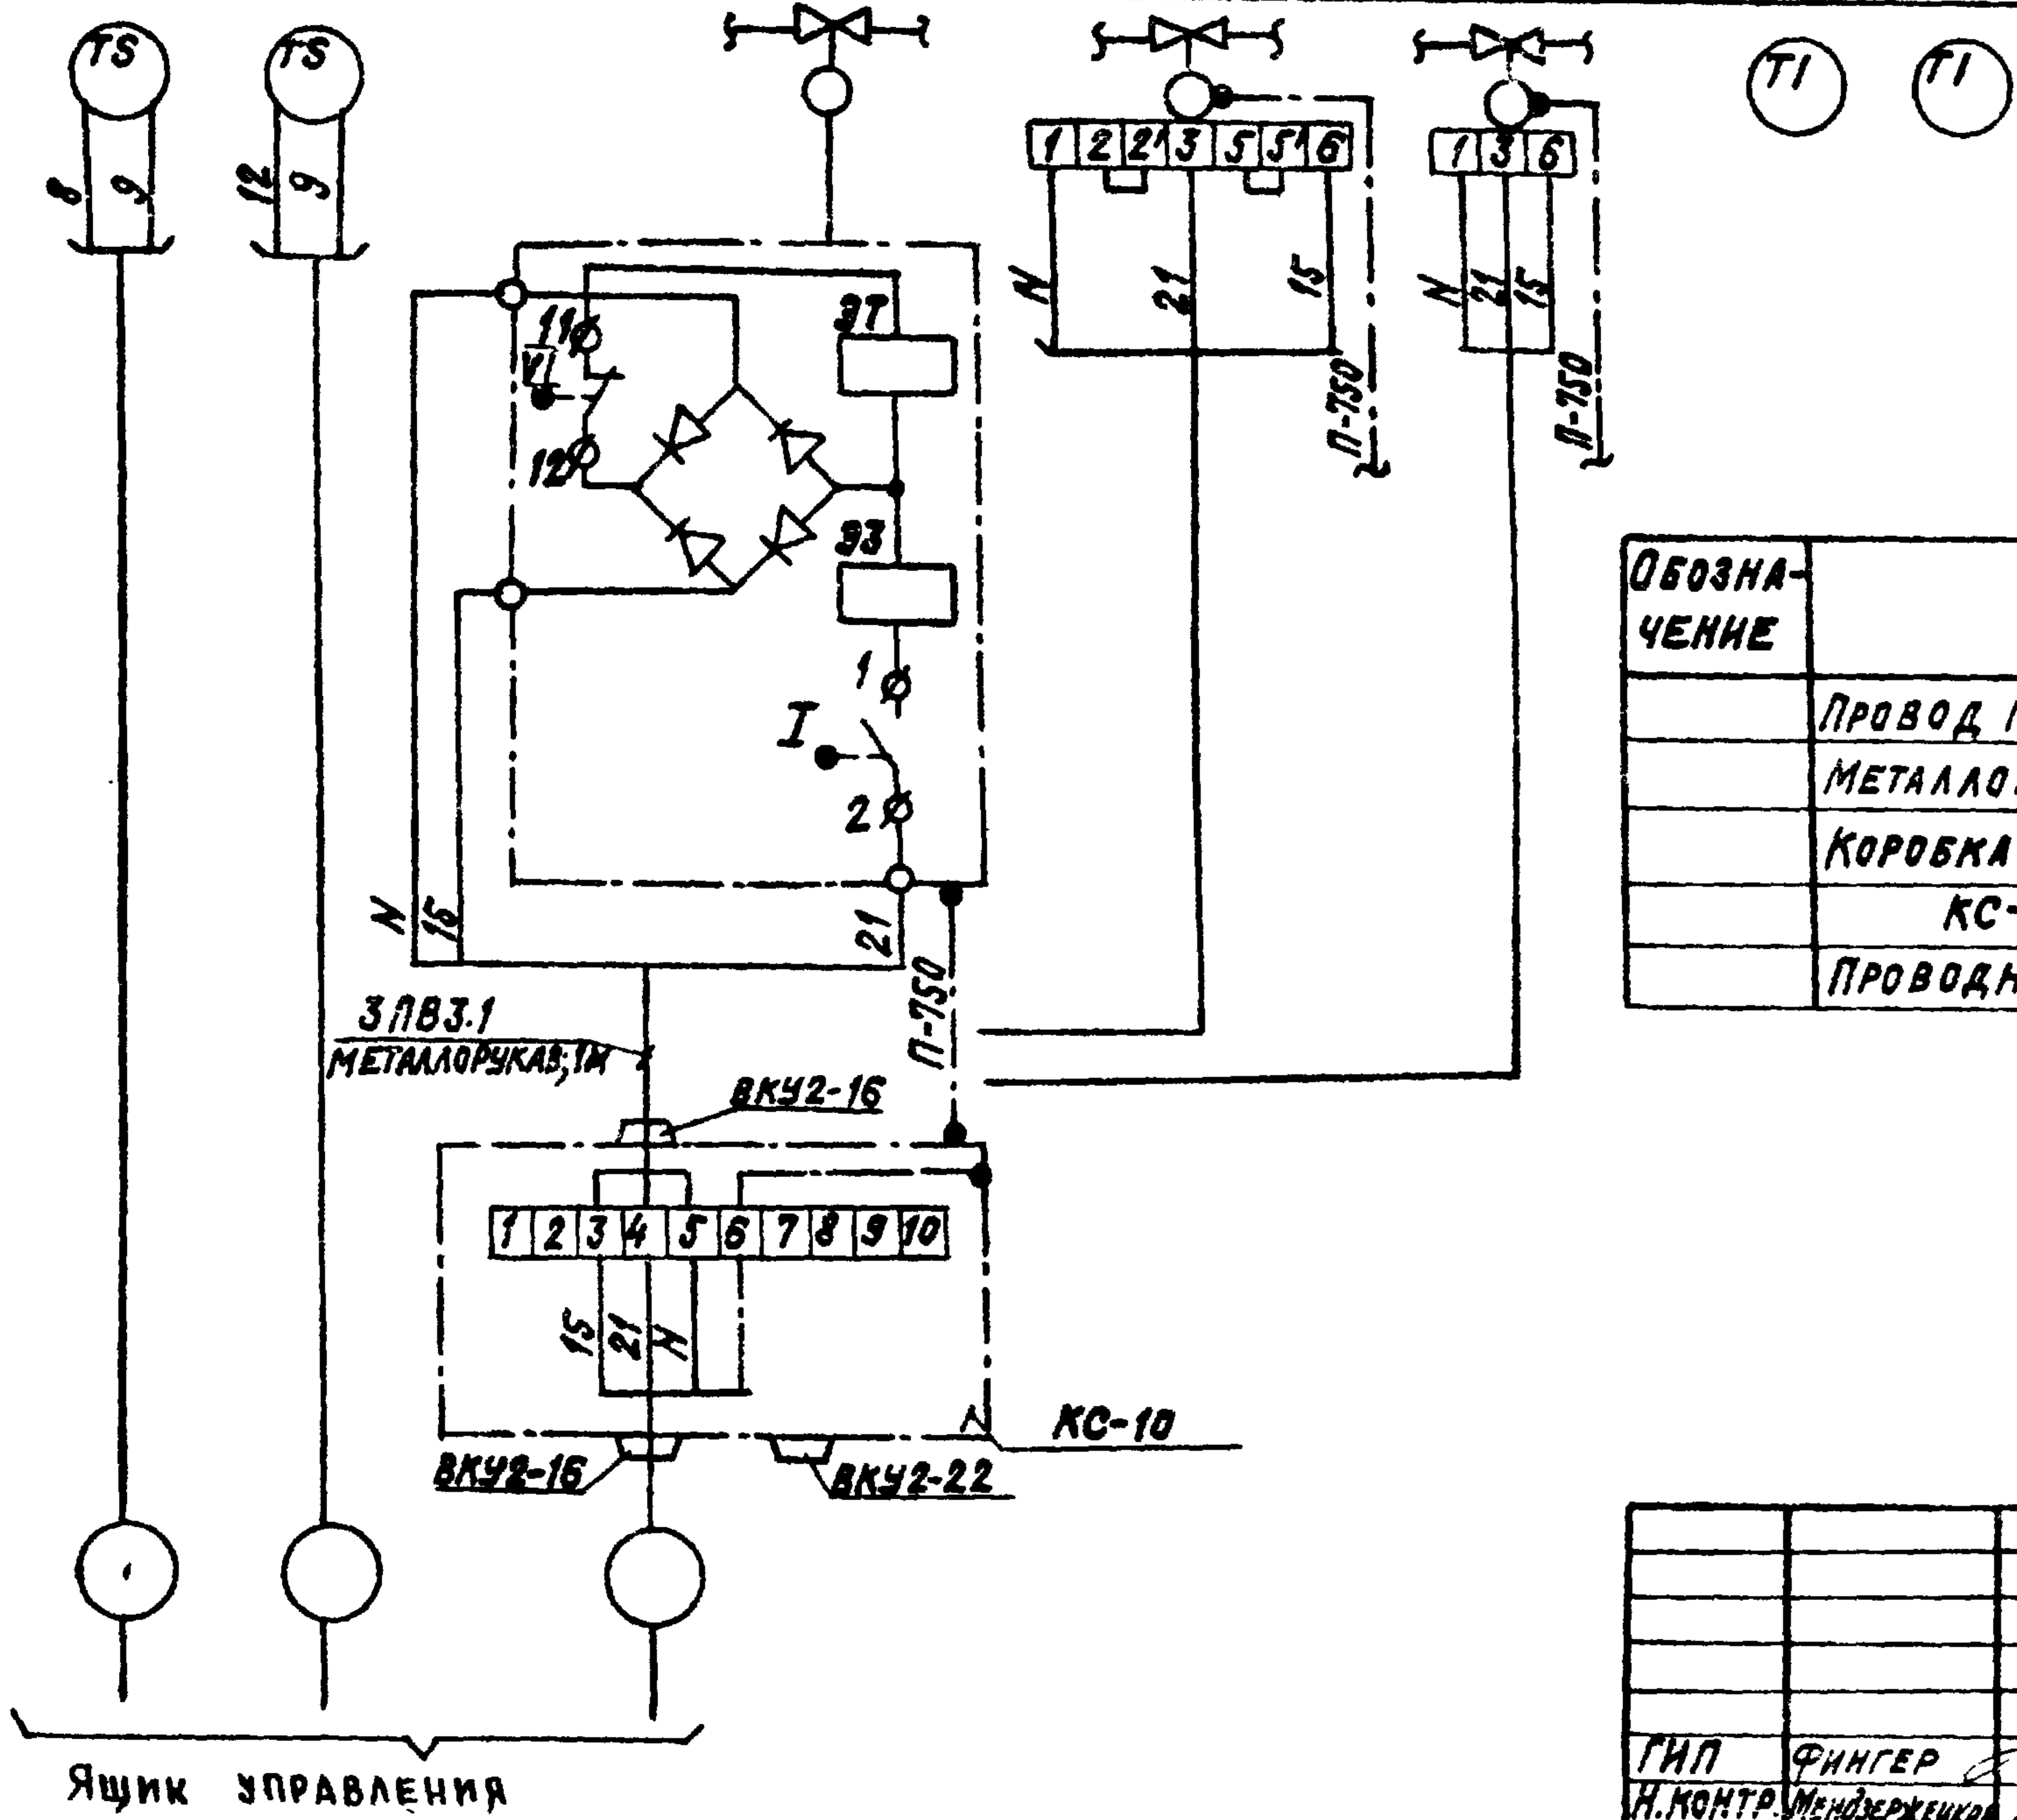 TS
TS
TI
TI
8
9
12
9
1 2 2' 3 5 5' 6
1 3 6
N
21
15
N
21
15
П-750
П-750
11
VI
12
ЭТ
ЭЗ
1
I
2
N
15
21
П-750
3 ПВ3.1
МЕТАЛЛОРУКАВ; 1М
ВКУ2-16
1 2 3 4 5 6 7 8 9 10
15
21
N
КС-10
ВКУ2-16
ВКУ2-22
ЯЩИК УПРАВЛЕНИЯ
ОБОЗНА-
ЧЕНИЕ
ПРОВОД
МЕТАЛЛО
КОРОБКА
КС-
ПРОВОДН
ГИП ФИНГЕР
Н.КОНТР.